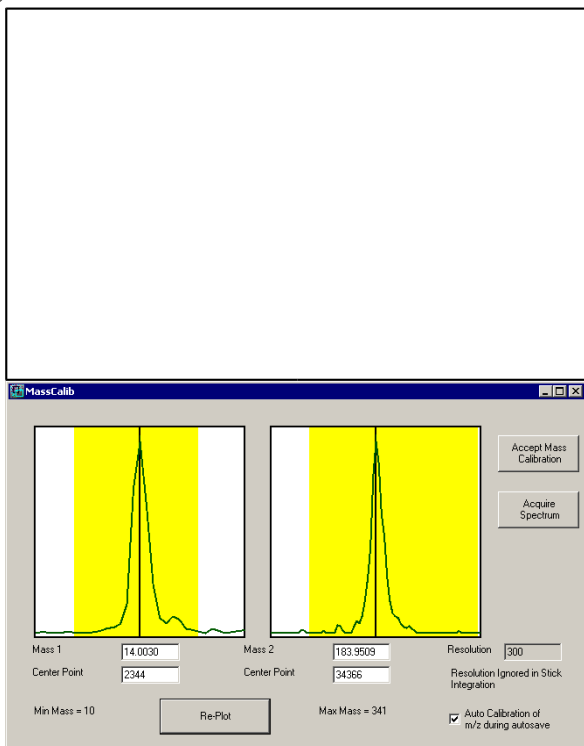 MassCalib
Accept Mass
Calibration
Acquire
Spectrum
Mass 1 14.0030 Mass 2 183.9509 Resolution 300
Center Point 2344 Center Point 34366 Resolution Ignored in Stick
Integration
Min Mass = 10 Re-Plot Max Mass = 341 Auto Calibration of
m/z during autosave